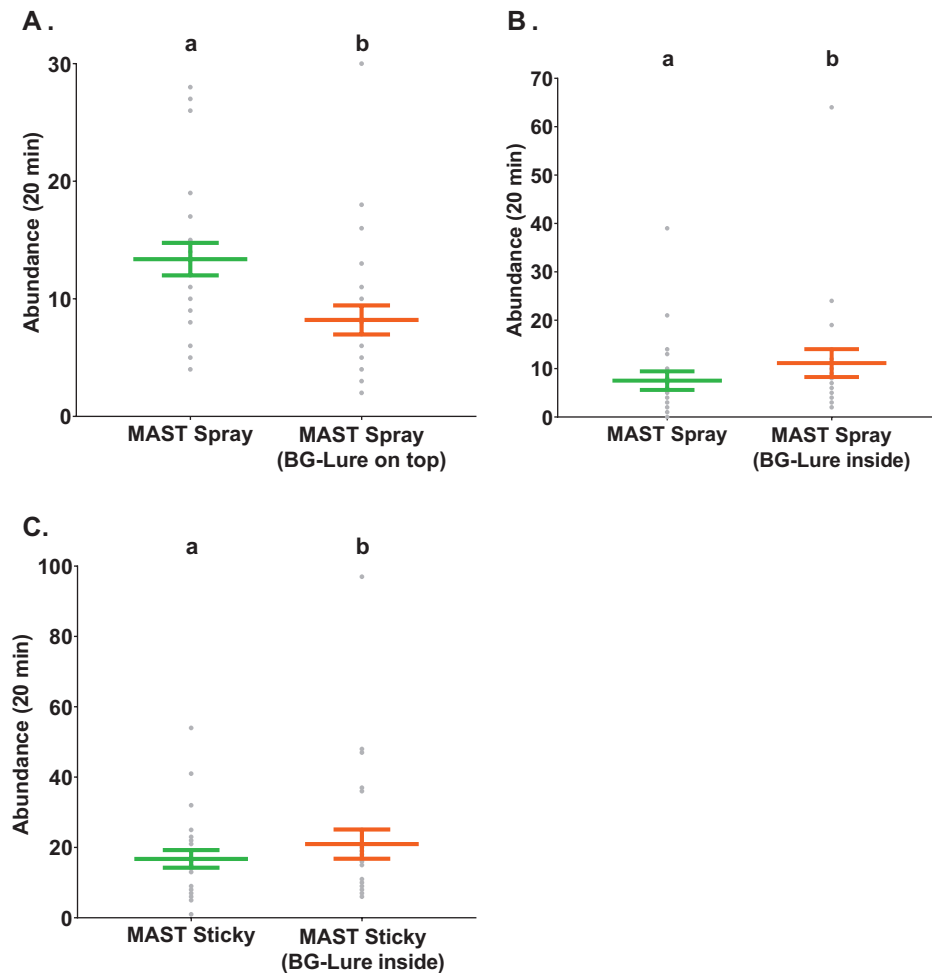 A .
a
b
Abundance (20 min)
30
20
10
0
MAST Spray
MAST Spray
(BG-Lure on top)
B .
a
b
Abundance (20 min)
70
60
50
40
30
20
10
0
MAST Spray
MAST Spray
(BG-Lure inside)
C.
a
b
Abundance (20 min)
100
80
60
40
20
0
MAST Sticky
MAST Sticky
(BG-Lure inside)